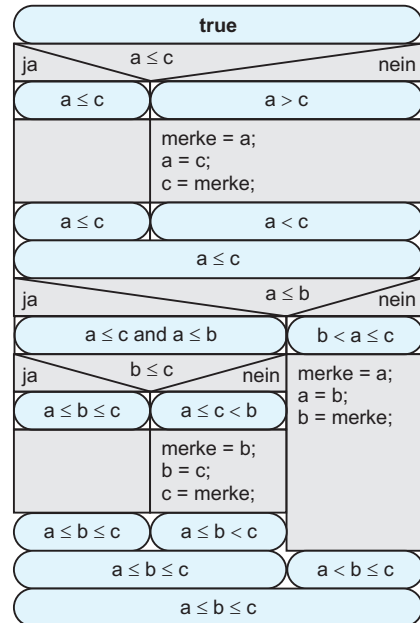 true
a ≤ c
ja nein
a ≤ c a > c
merke = a;
a = c;
c = merke;
a ≤ c a < c
a ≤ c
a ≤ b
ja nein
a ≤ c and a ≤ b b < a ≤ c
b ≤ c
ja nein
merke = a;
a = b;
b = merke;
a ≤ b ≤ c a ≤ c < b
merke = b;
b = c;
c = merke;
a ≤ b ≤ c a ≤ b < c
a ≤ b ≤ c a < b ≤ c
a ≤ b ≤ c